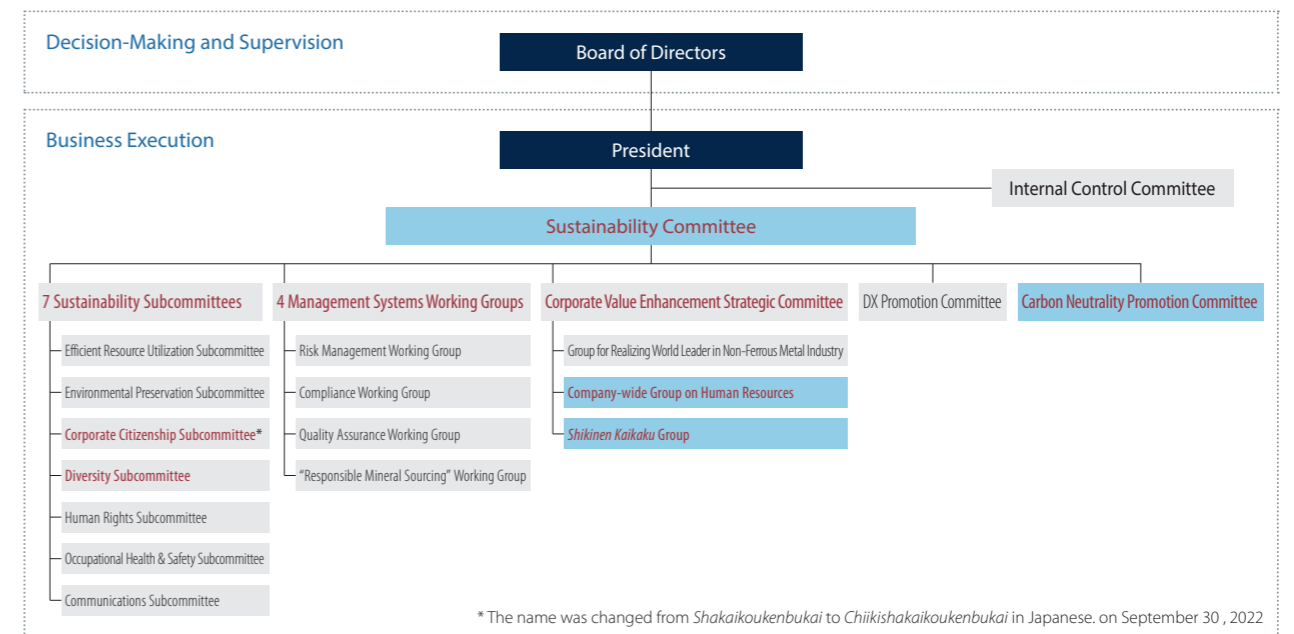 Decision-Making and Supervision
Board of Directors
Business Execution
President
Internal Control Committee
Sustainability Committee
7 Sustainability Subcommittees
4 Management Systems Working Groups
Corporate Value Enhancement Strategic Committee
DX Promotion Committee
Carbon Neutrality Promotion Committee
Efficient Resource Utilization Subcommittee
Environmental Preservation Subcommittee
Corporate Citizenship Subcommittee*
Diversity Subcommittee
Human Rights Subcommittee
Occupational Health & Safety Subcommittee
Communications Subcommittee
Risk Management Working Group
Compliance Working Group
Quality Assurance Working Group
“Responsible Mineral Sourcing” Working Group
Group for Realizing World Leader in Non-Ferrous Metal Industry
Company-wide Group on Human Resources
Shikinen Kaikaku Group
* The name was changed from Shakaikoukenbukai to Chiikishakaikoukenbukai in Japanese. on September 30 , 2022